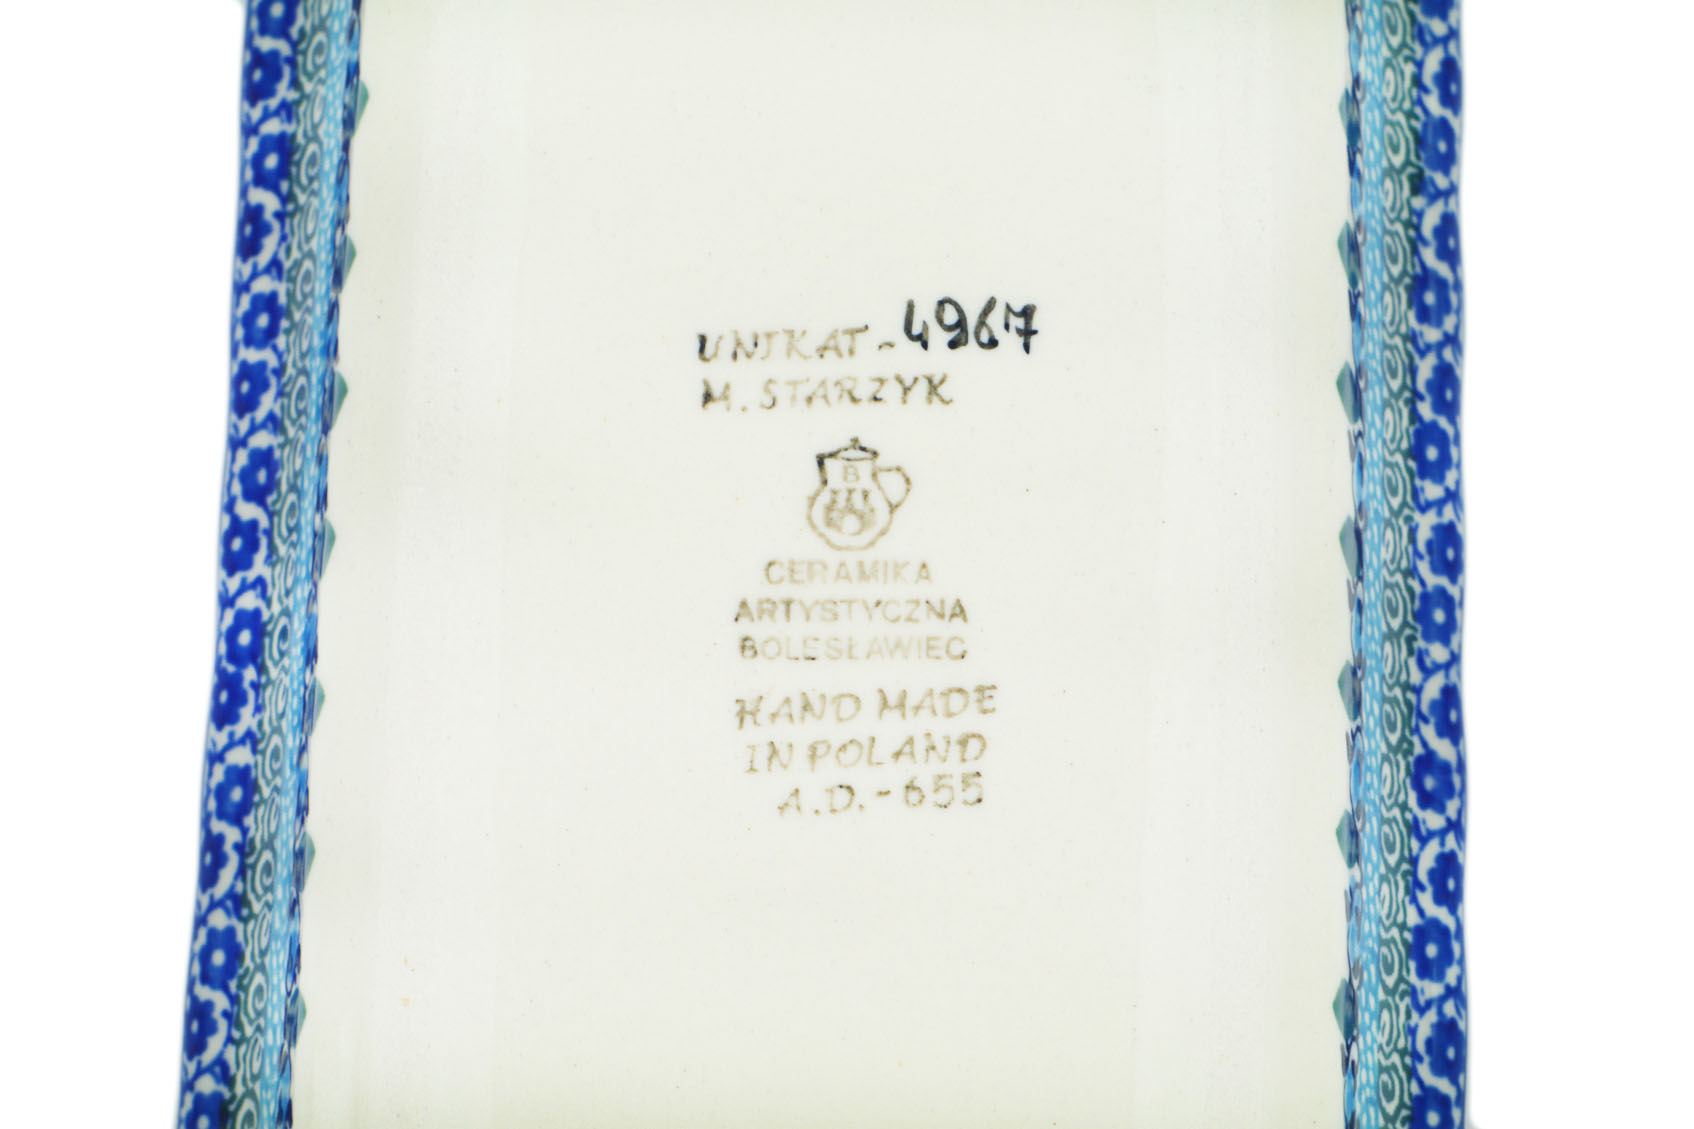 UNIKAT-4967
M. STARZYK
B
CERAMIKA
ARTYSTYCZNA
BOLESŁAWIEC
HAND MADE
IN POLAND
A.D.-655